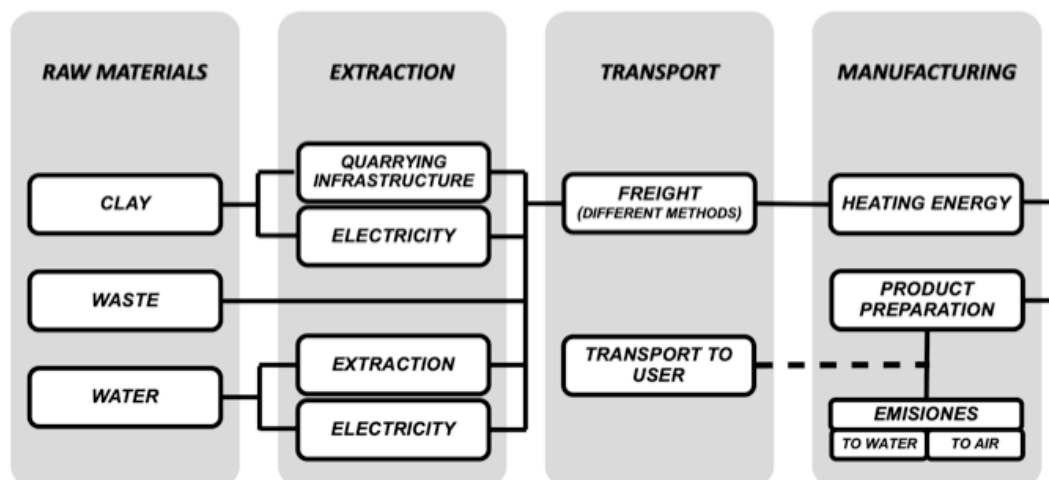 RAW MATERIALS
EXTRACTION
TRANSPORT
MANUFACTURING
CLAY
WASTE
WATER
QUARRYING
INFRASTRUCTURE
ELECTRICITY
EXTRACTION
ELECTRICITY
FREIGHT
(DIFFERENT METHODS)
TRANSPORT TO
USER
HEATING ENERGY
PRODUCT
PREPARATION
EMISIONES
TO WATER
TO AIR